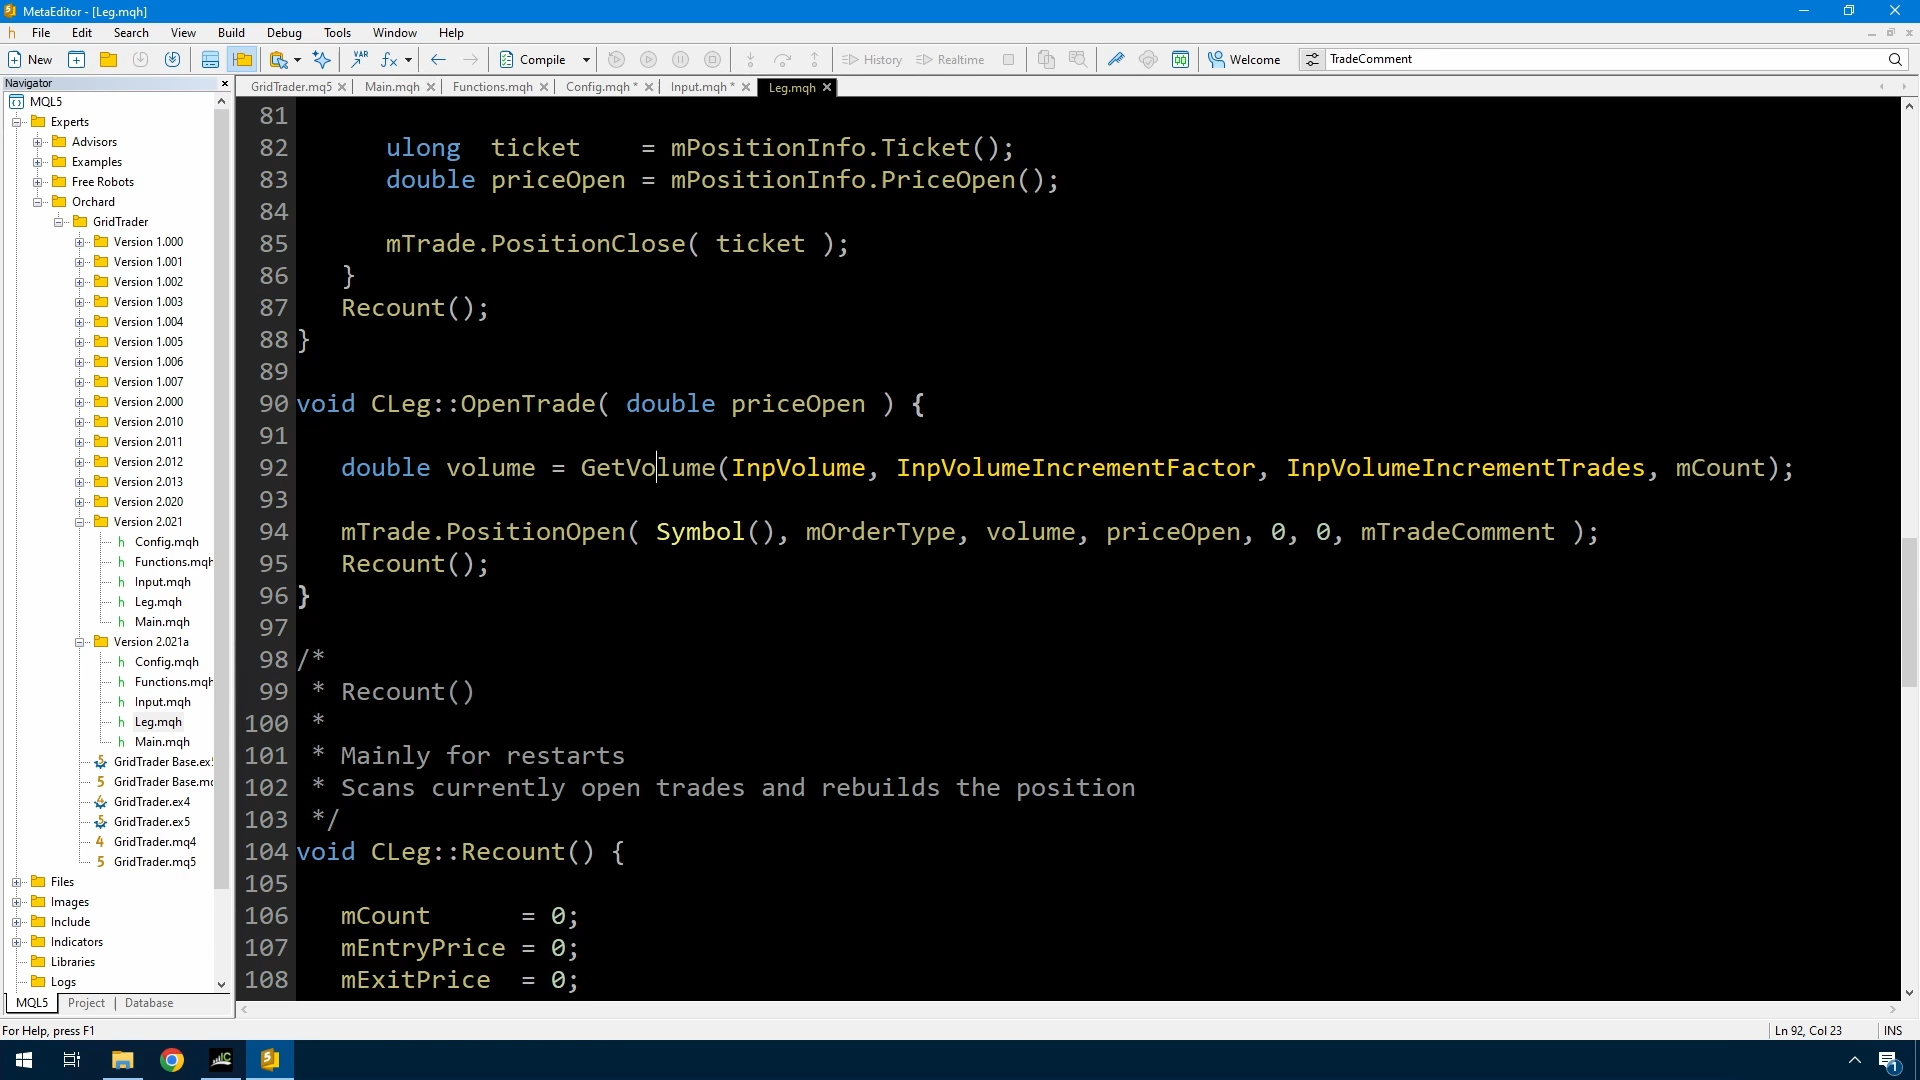 MetaEditor - [Leg.mqh]
File Edit Search View Build Debug Tools Window Help
New Compile History Realtime Welcome TradeComment
Navigator
GridTrader.mq5 Main.mqh Functions.mqh Config.mqh * Input.mqh * Leg.mqh
MQL5
Experts
Advisors
Examples
Free Robots
Orchard
GridTrader
Version 1.000
Version 1.001
Version 1.002
Version 1.003
Version 1.004
Version 1.005
Version 1.006
Version 1.007
Version 2.000
Version 2.010
Version 2.011
Version 2.012
Version 2.013
Version 2.020
Version 2.021
Config.mqh
Functions.mqh
Input.mqh
Leg.mqh
Main.mqh
Version 2.021a
Config.mqh
Functions.mqh
Input.mqh
Leg.mqh
Main.mqh
GridTrader Base.ex5
GridTrader Base.mq
GridTrader.ex4
GridTrader.ex5
GridTrader.mq4
GridTrader.mq5
Files
Images
Include
Indicators
Libraries
Logs
MQL5 Project Database
81
82 ulong ticket = mPositionInfo.Ticket();
83 double priceOpen = mPositionInfo.PriceOpen();
84
85 mTrade.PositionClose( ticket );
86 }
87 Recount();
88 }
89
90 void CLeg::OpenTrade( double priceOpen ) {
91
92 double volume = GetVolume(InpVolume, InpVolumeIncrementFactor, InpVolumeIncrementTrades, mCount);
93
94 mTrade.PositionOpen( Symbol(), mOrderType, volume, priceOpen, 0, 0, mTradeComment );
95 Recount();
96 }
97
98 /*
99 * Recount()
100 *
101 * Mainly for restarts
102 * Scans currently open trades and rebuilds the position
103 */
104 void CLeg::Recount() {
105
106 mCount = 0;
107 mEntryPrice = 0;
108 mExitPrice = 0;
For Help, press F1
Ln 92, Col 23 INS